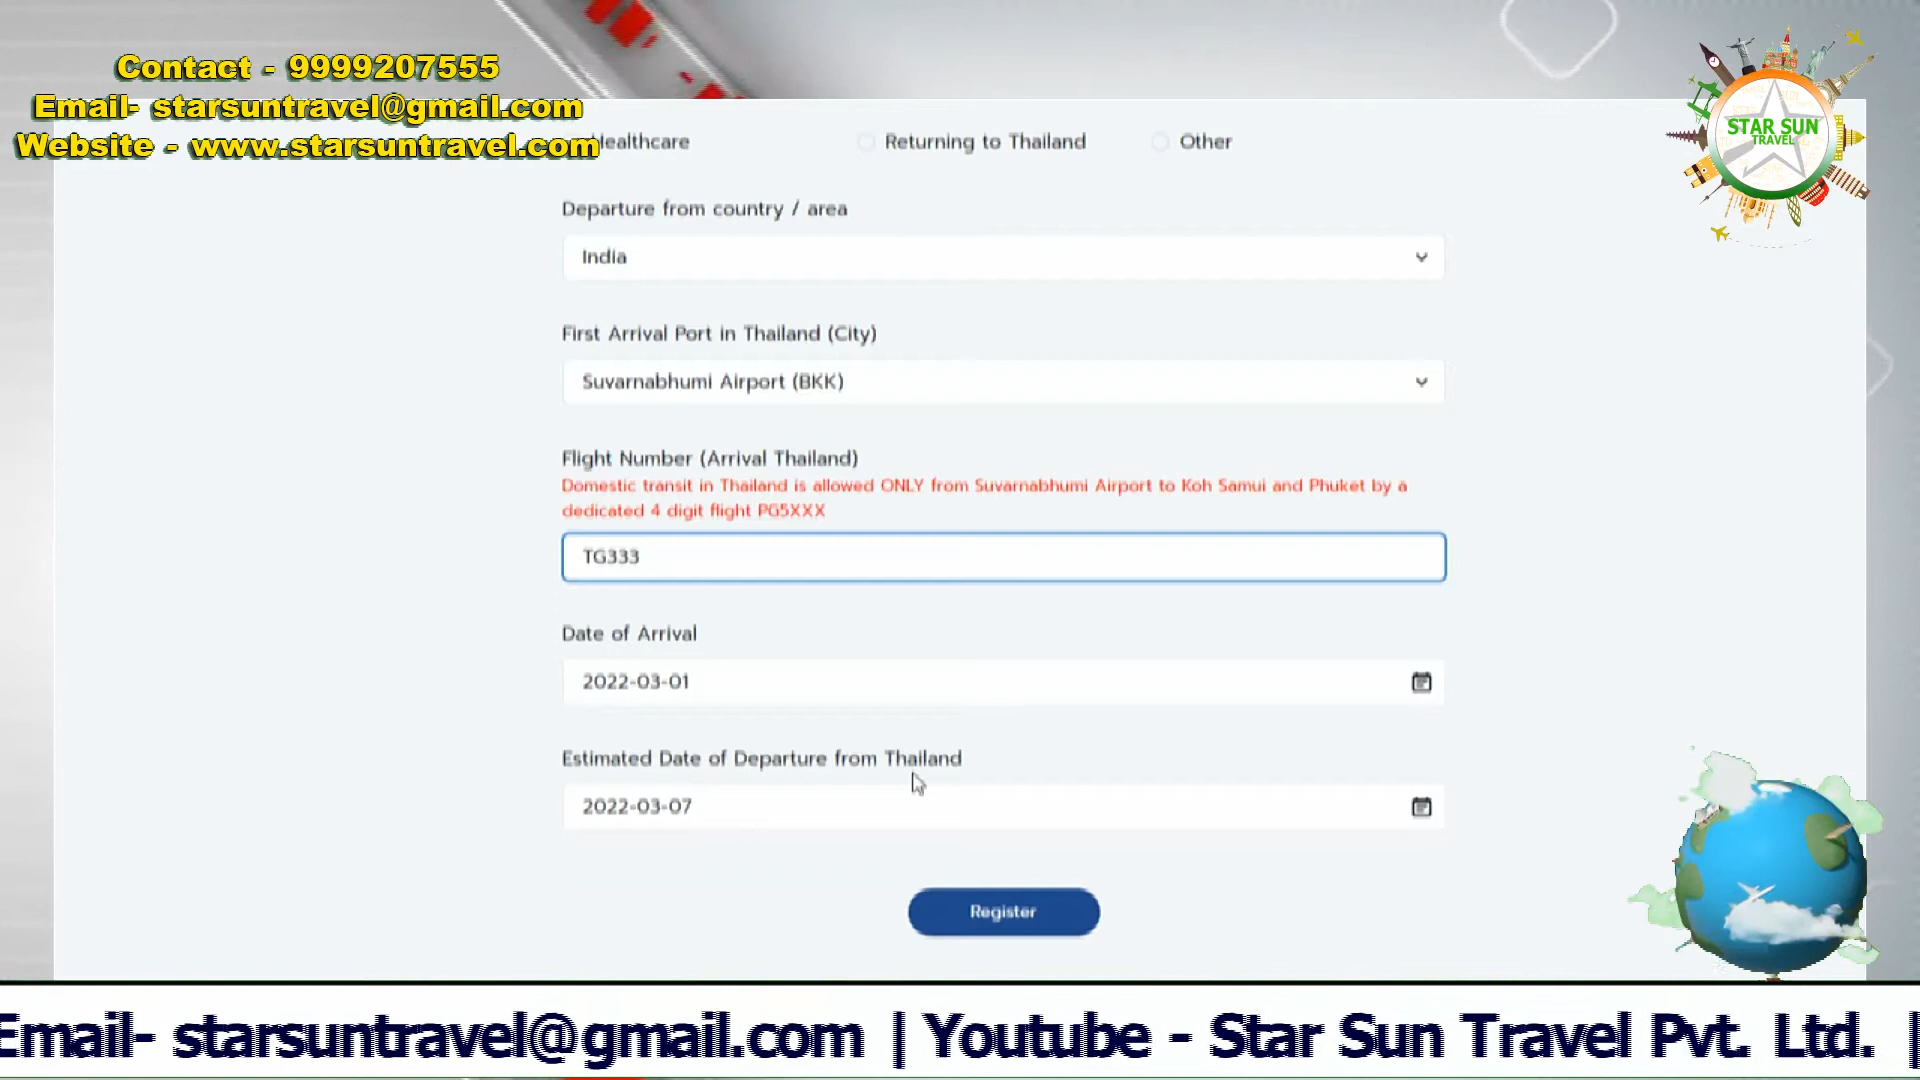 Contact - 9999207555
Email- starsuntravel@gmail.com
Website - www.starsuntravel.com
STAR SUN
TRAVEL
ealthcare
Returning to Thailand
Other
Departure from country / area
India
First Arrival Port in Thailand (City)
Suvarnabhumi Airport (BKK)
Flight Number (Arrival Thailand)
Domestic transit in Thailand is allowed ONLY from Suvarnabhumi Airport to Koh Samui and Phuket by a
dedicated 4 digit flight PG5XXX
TG333
Date of Arrival
2022-03-01
Estimated Date of Departure from Thailand
2022-03-07
Register
Email- starsuntravel@gmail.com | Youtube - Star Sun Travel Pvt. Ltd. |